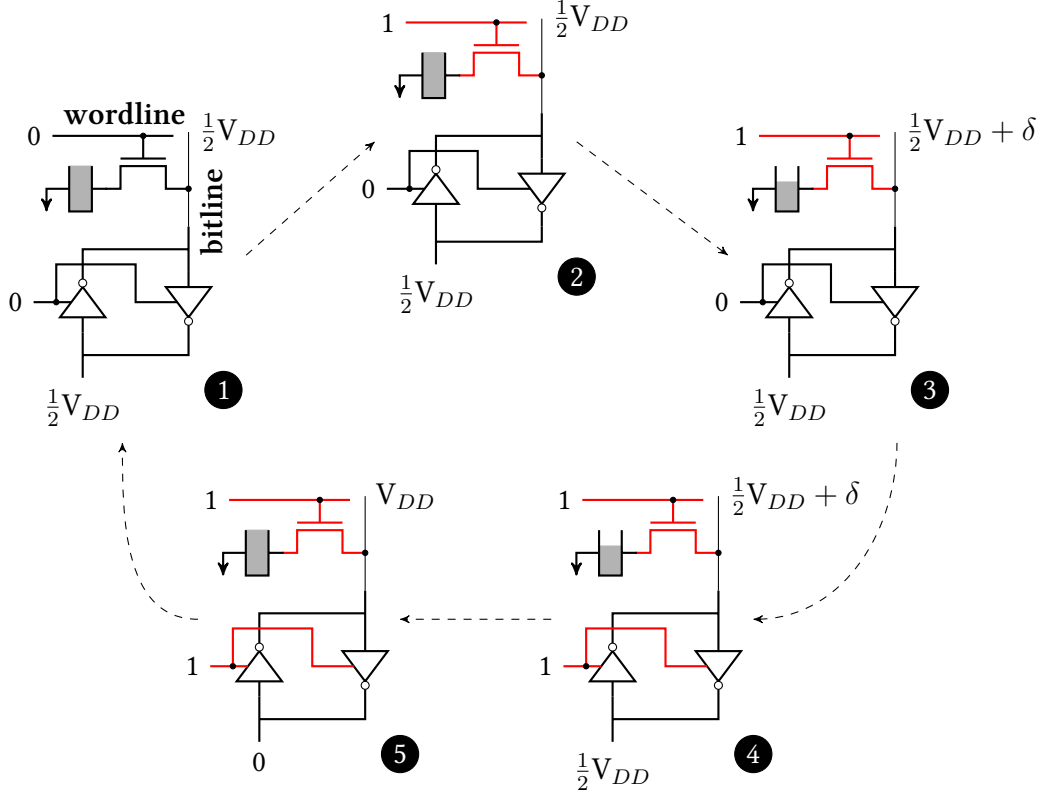 1
½V_DD
0
½V_DD
2
0
wordline
½V_DD
bitline
0
½V_DD
1
1
½V_DD + δ
0
½V_DD
3
1
V_DD
1
0
5
1
½V_DD + δ
1
½V_DD
4